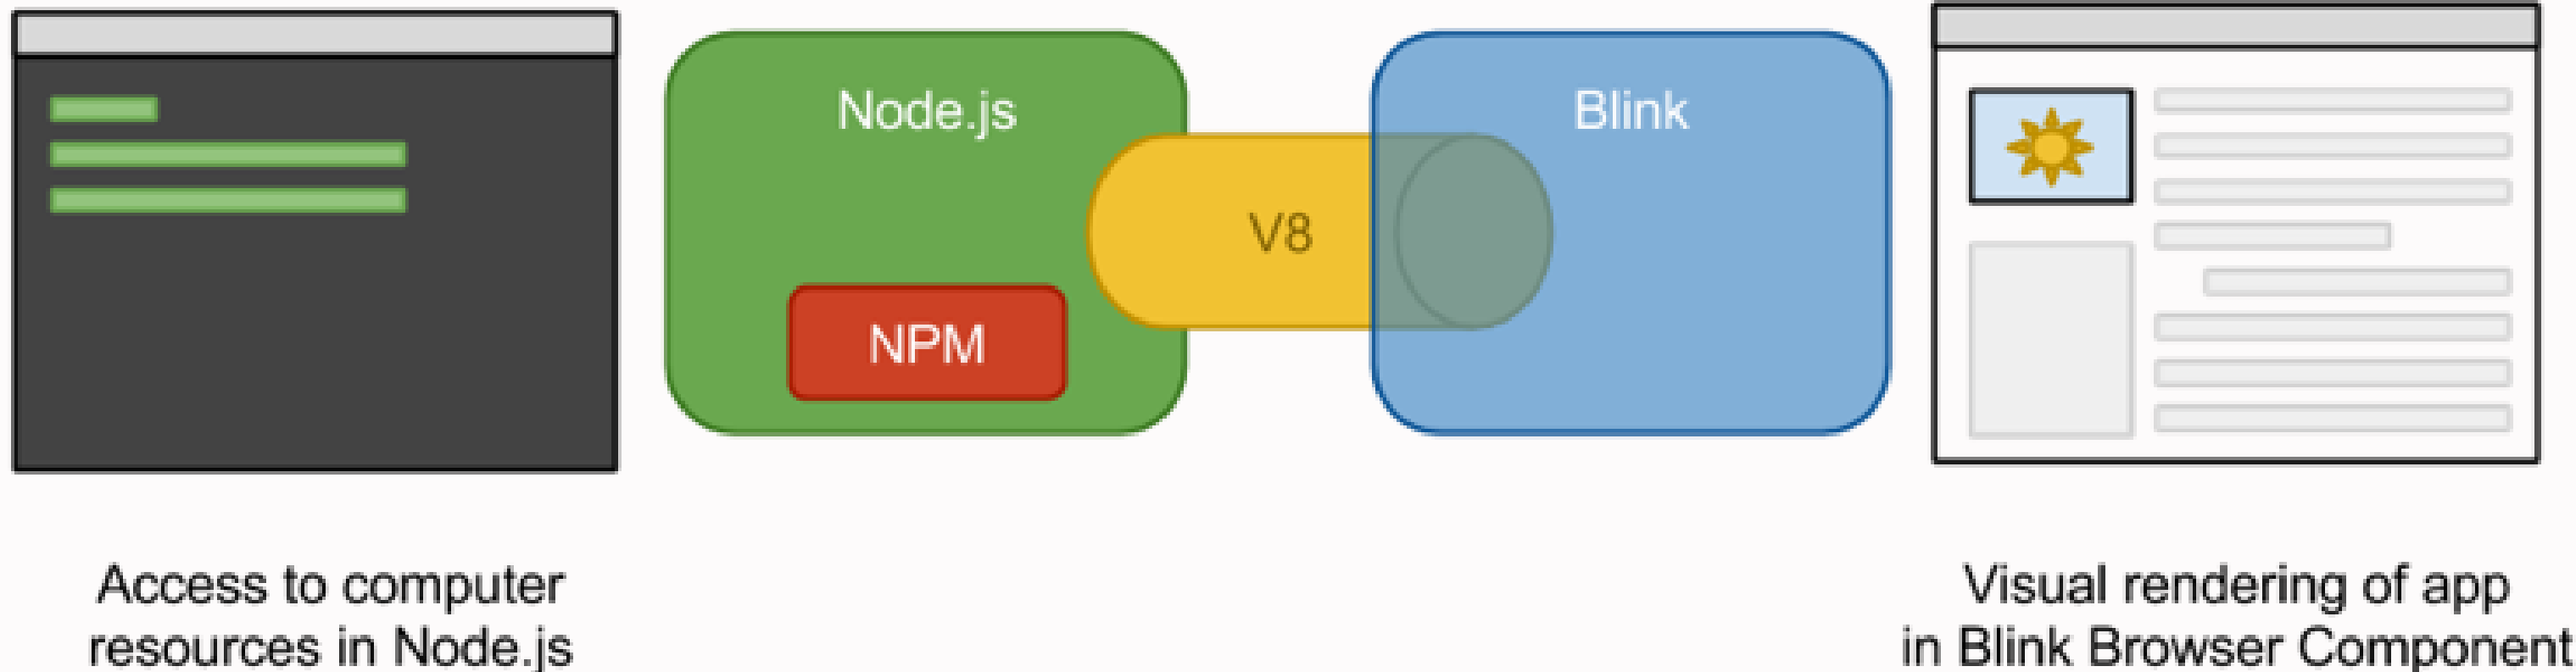 Node.js
Blink
V8
NPM
Access to computer
resources in Node.js
Visual rendering of app
in Blink Browser Component